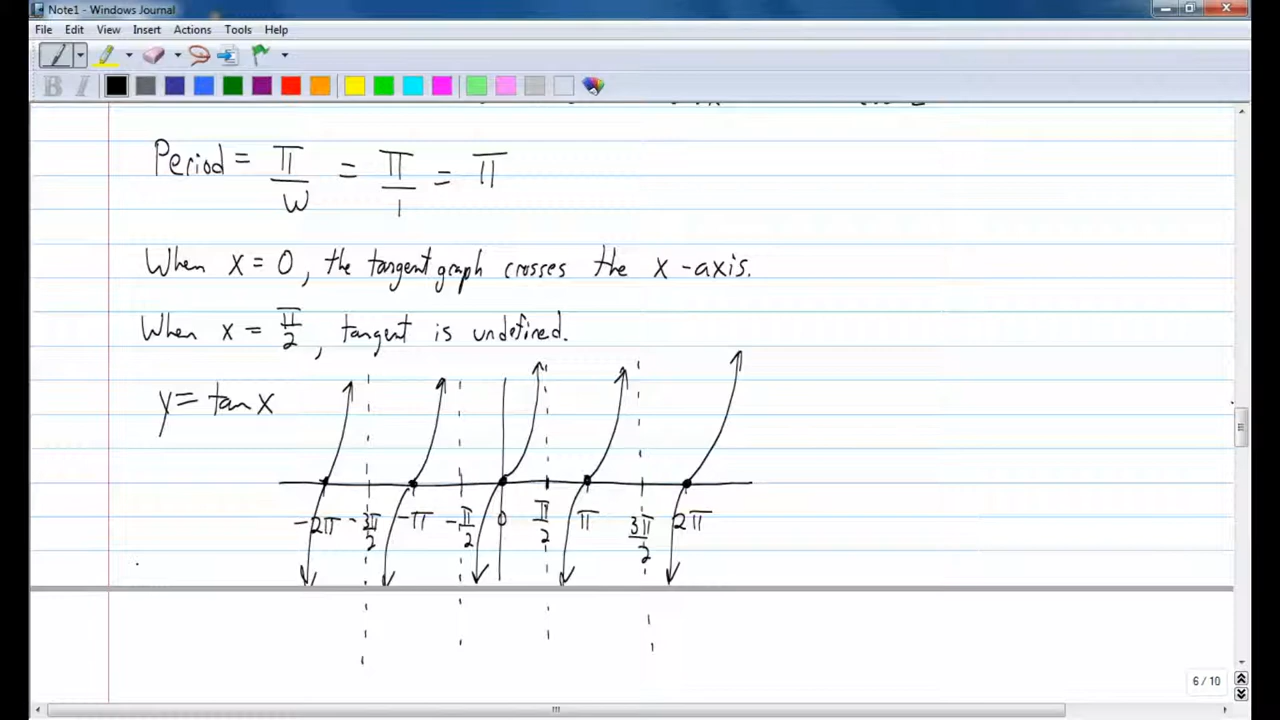 Note1 - Windows Journal
File Edit View Insert Actions Tools Help
B I
Period = π/w = π/1 = π
When x = 0, the tangent graph crosses the x-axis.
When x = π/2, tangent is undefined.
y = tan x
-2π -3π/2 -π -π/2 0 π/2 π 3π/2 2π
6 / 10